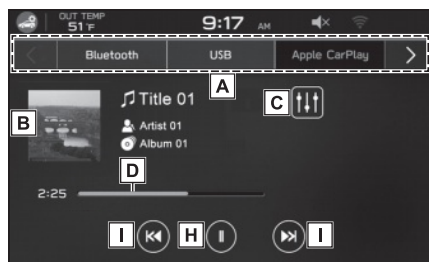 OUT TEMP
51°F
9:17 AM
Bluetooth
USB
Apple CarPlay
A
B
Title 01
C
Artist 01
Album 01
D
2:25
I
H
I